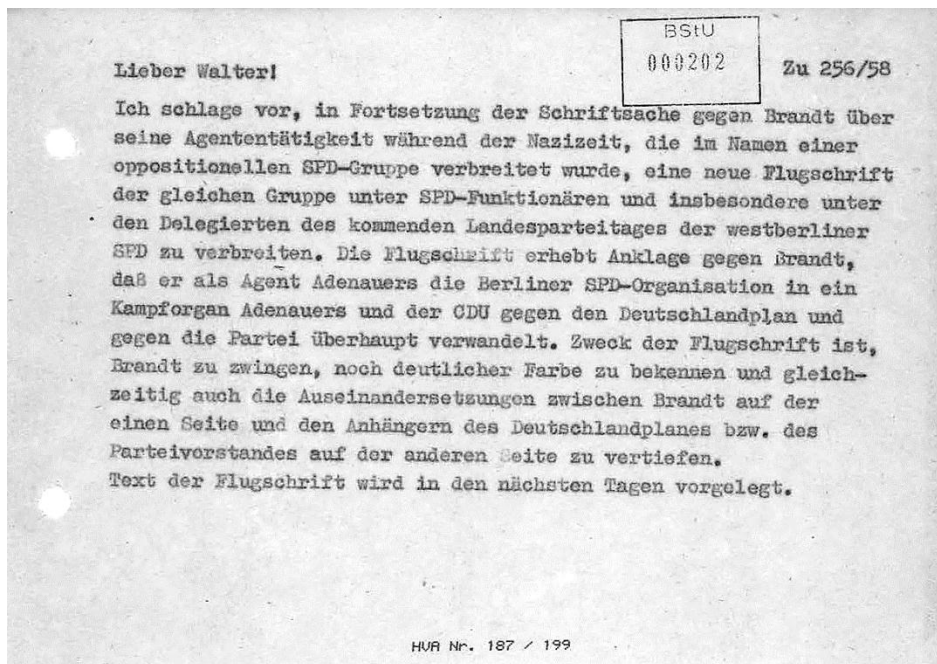 BStU
000202
Lieber Walter!
Zu 256/58
Ich schlage vor, in Fortsetzung der Schriftsache gegen Brandt über
seine Agententätigkeit während der Nazizeit, die im Namen einer
oppositionellen SPD-Gruppe verbreitet wurde, eine neue Flugschrift
der gleichen Gruppe unter SPD-Funktionären und insbesondere unter
den Delegierten des kommenden Landesparteitages der westberliner
SPD zu verbreiten. Die Flugschrift erhebt Anklage gegen Brandt,
daß er als Agent Adenauers die Berliner SPD-Organisation in ein
Kampforgan Adenauers und der CDU gegen den Deutschlandplan und
gegen die Partei überhaupt verwandelt. Zweck der Flugschrift ist,
Brandt zu zwingen, noch deutlicher Farbe zu bekennen und gleich-
zeitig auch die Auseinandersetzungen zwischen Brandt auf der
einen Seite und den Anhängern des Deutschlandplanes bzw. des
Parteivorstandes auf der anderen Seite zu vertiefen.
Text der Flugschrift wird in den nächsten Tagen vorgelegt.
HVA Nr. 187 / 199